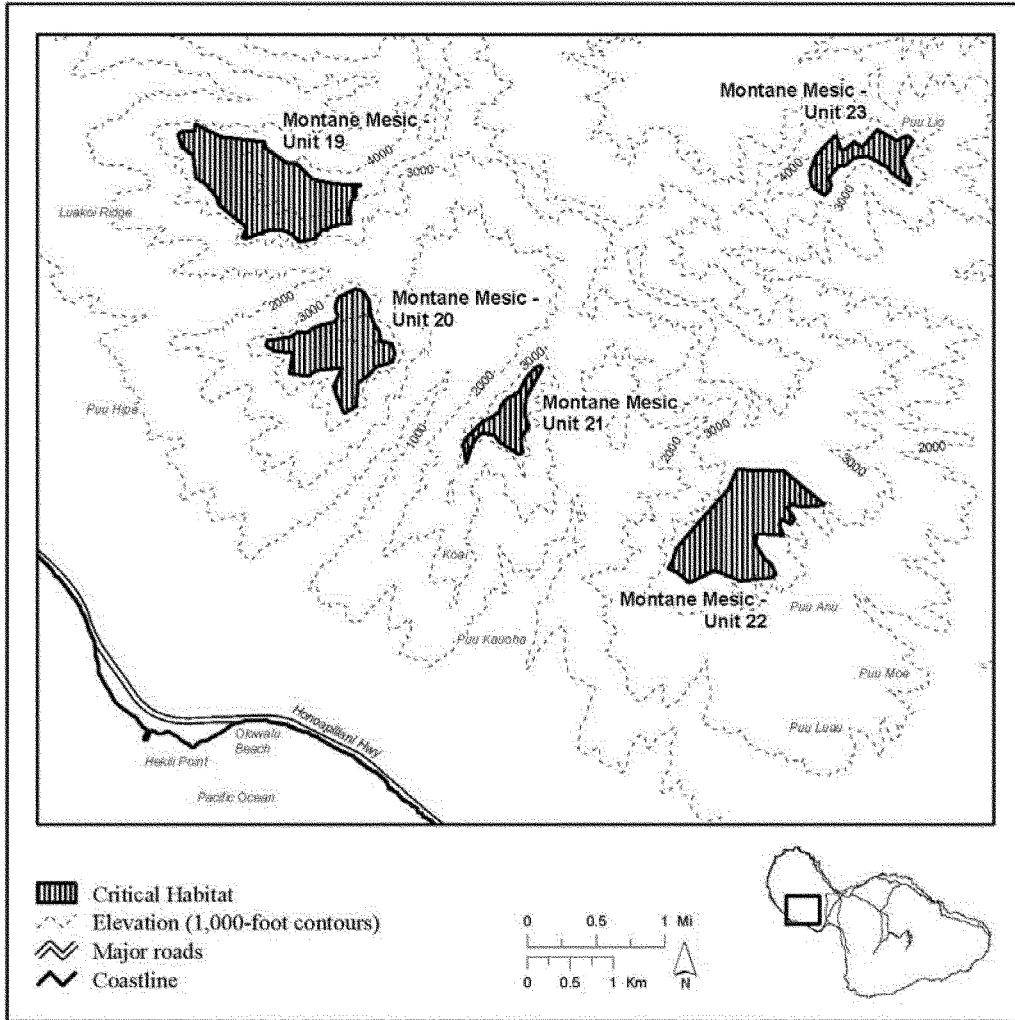 Montane Mesic -
Unit 23
Puu Lio
Montane Mesic -
Unit 19
4000
3000
4000
3000
Luakoi Ridge
2000
3000
Montane Mesic -
Unit 20
3000
2000
Puu Hipa
Montane Mesic -
Unit 21
1000
3000
2000
3000
2000
Koai
Montane Mesic -
Unit 22
Puu Anu
Puu Kauoha
Puu Moe
Puu Luau
Honoapiilani Hwy
Olowalu
Beach
Hekili Point
Pacific Ocean
Critical Habitat
Elevation (1,000-foot contours)
Major roads
Coastline
0 0.5 1 Mi
0 0.5 1 Km
N